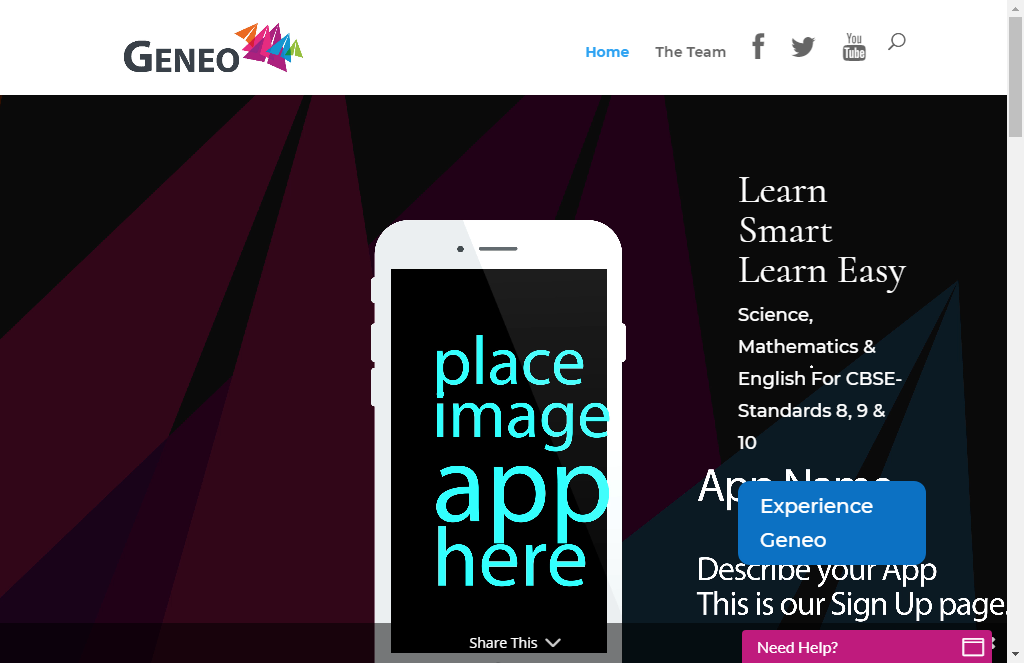 GENEO
Home
The Team
You
Tube
Learn
Smart
Learn Easy
Science,
Mathematics &
English For CBSE-
Standards 8, 9 &
10
place
image
app
here
App Name
Experience
Geneo
Describe your App
This is our Sign Up page.
Share This
Need Help?